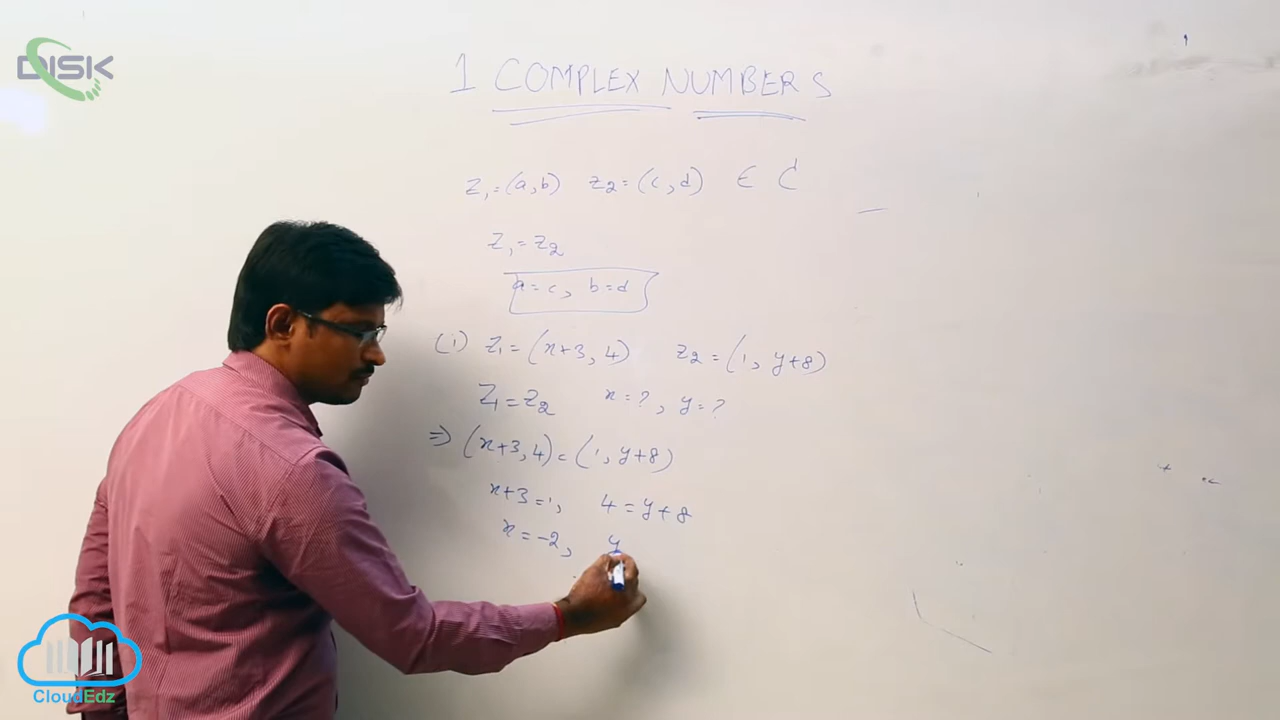 DISK
1 COMPLEX NUMBERS
z₁=(a,b) z₂=(c,d) ∈ ₵
z₁=z₂
a=c, b=d
(i) z₁=(x+3,4) z₂=(1,y+8)
z₁=z₂ x=?, y=?
⇒ (x+3,4)=(1,y+8)
x+3=1, 4=y+8
x=-2, y
CloudEdz